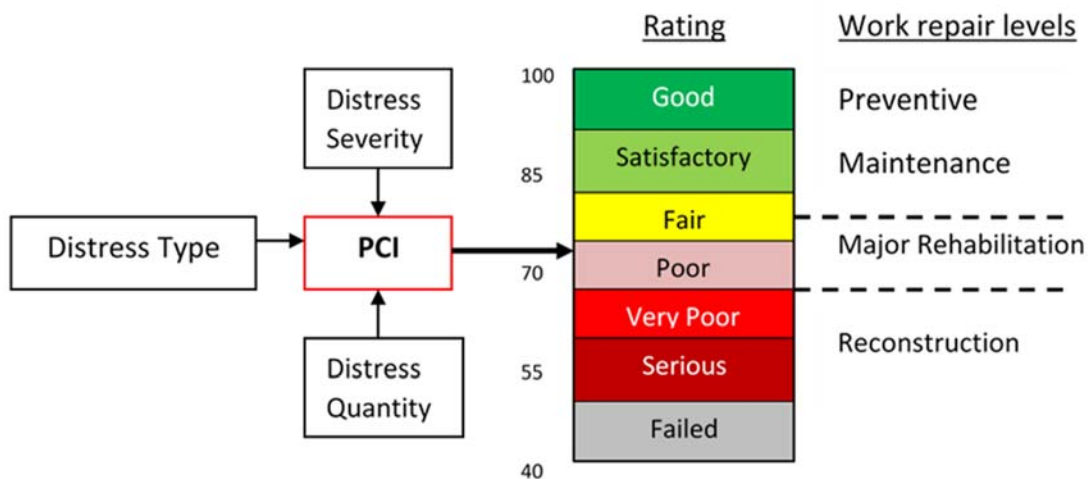 Rating
Work repair levels
Distress
Severity
Distress Type
PCI
Distress
Quantity
100
85
70
55
40
Good
Satisfactory
Fair
Poor
Very Poor
Serious
Failed
Preventive
Maintenance
Major Rehabilitation
Reconstruction